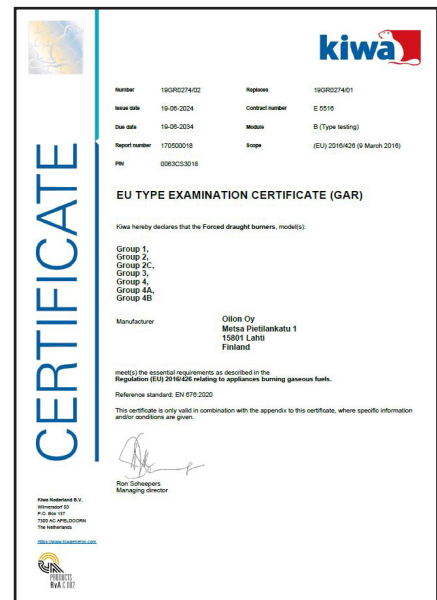 kiwa
CERTIFICATE
Number 19GR0274/02 Replaces 19GR0274/01
Issue date 19-06-2024 Contract number E 5516
Due date 19-06-2034 Module B (Type testing)
Report number 170500018 Scope (EU) 2016/426 (9 March 2016)
PIN 0063CS3018
EU TYPE EXAMINATION CERTIFICATE (GAR)
Kiwa hereby declares that the Forced draught burners, model(s):
Group 1,
Group 2,
Group 2C,
Group 3,
Group 4,
Group 4A,
Group 4B
Manufacturer Oilon Oy
Metsa Pietilankatu 1
15801 Lahti
Finland
meet(s) the essential requirements as described in the
Regulation (EU) 2016/426 relating to appliances burning gaseous fuels.
Reference standard: EN 676:2020
This certificate is only valid in combination with the appendix to this certificate, where specific information
and/or conditions are given.
Ron Scheepers
Managing director
Kiwa Nederland B.V.
Wilmersdorf 50
P.O. Box 137
7300 AC APELDOORN
The Netherlands
PRODUCTS
RvA C 002